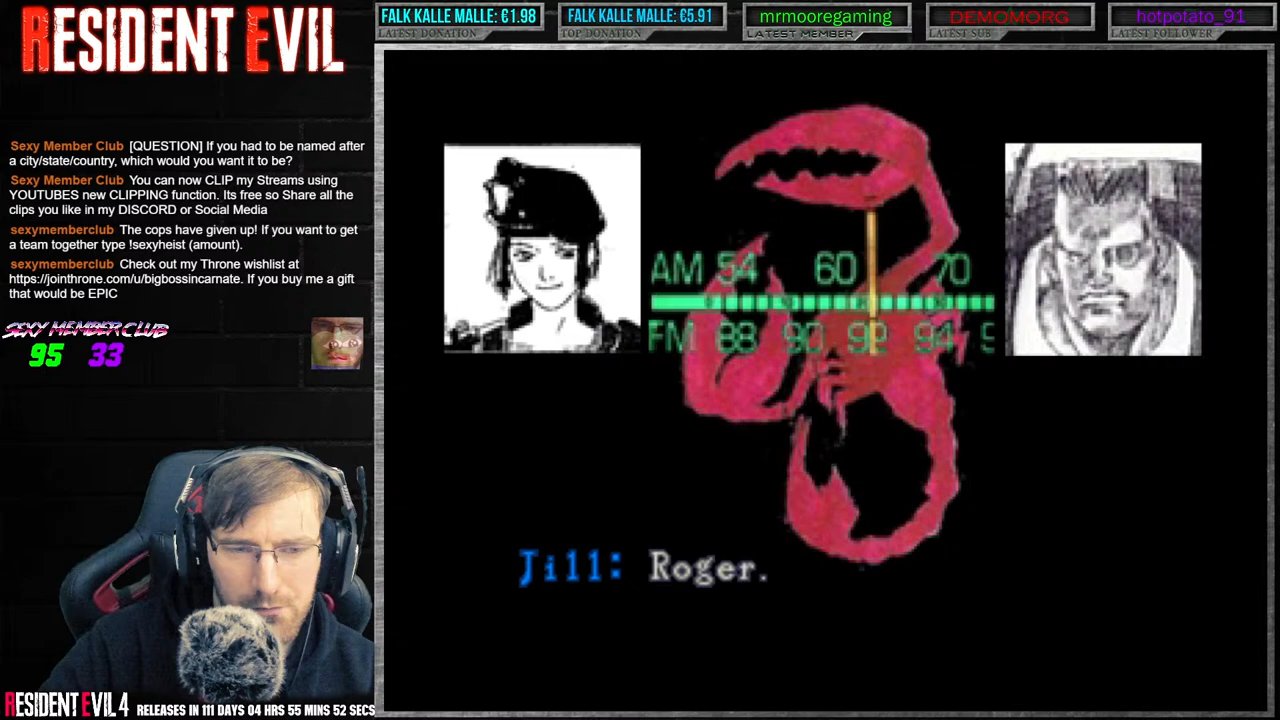 RESIDENT EVIL
FALK KALLE MALLE: €1.98
LATEST DONATION
FALK KALLE MALLE: €5.91
TOP DONATION
mrmooregaming
LATEST MEMBER
DEMOMORG
LATEST SUB
hotpotato_91
LATEST FOLLOWER
Sexy Member Club [QUESTION] If you had to be named after
a city/state/country, which would you want it to be?
Sexy Member Club You can now CLIP my Streams using
YOUTUBES new CLIPPING function. Its free so Share all the
clips you like in my DISCORD or Social Media
sexymemberclub The cops have given up! If you want to get
a team together type !sexyheist (amount).
sexymemberclub Check out my Throne wishlist at
https://jointhrone.com/u/bigbossincarnate. If you buy me a gift
that would be EPIC
SEXY MEMBER CLUB
95 33
AM 54 60 70
FM 88 90 92 94 9
Jill: Roger.
RESIDENT EVIL 4 RELEASES IN 111 DAYS 04 HRS 55 MINS 52 SECS